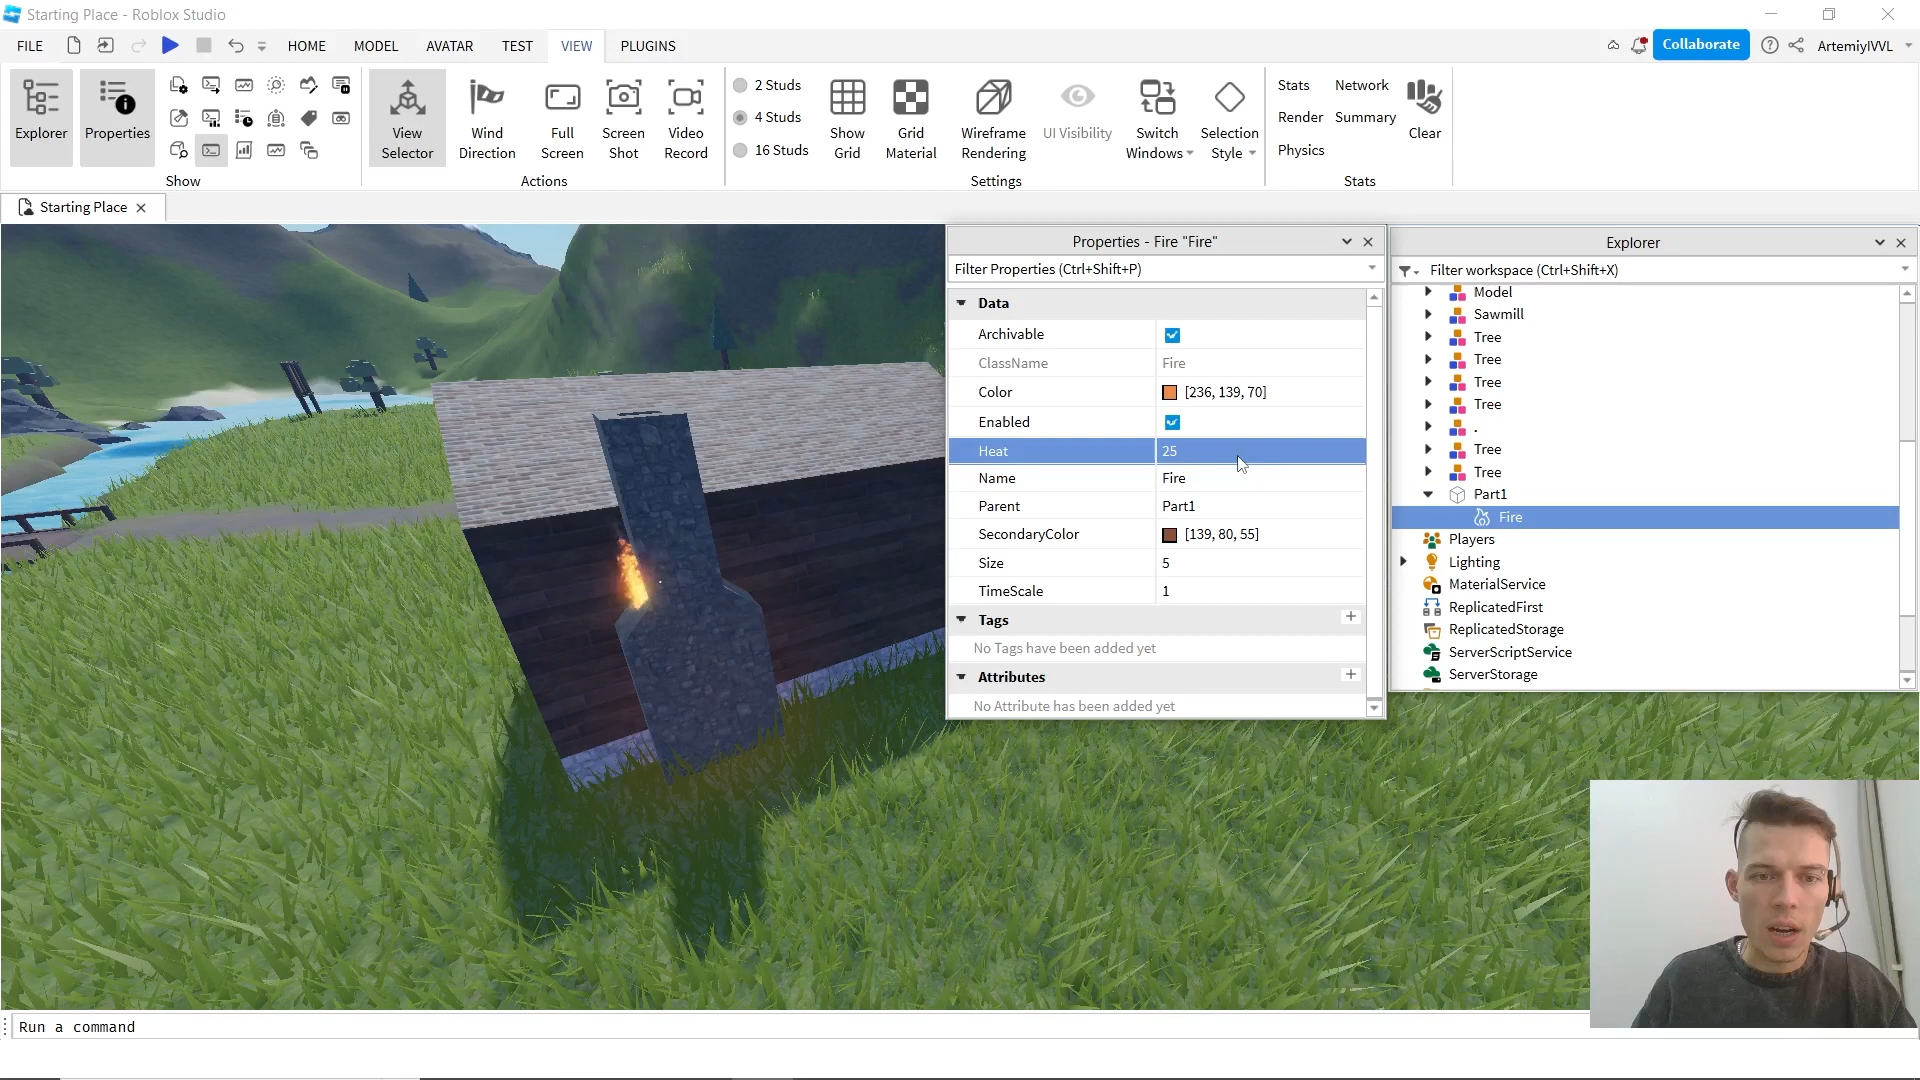 Starting Place - Roblox Studio
FILE
HOME
MODEL
AVATAR
TEST
VIEW
PLUGINS
Collaborate
ArtemiyIVVL
Explorer
Properties
Show
View
Selector
Wind
Direction
Full
Screen
Screen
Shot
Video
Record
Actions
2 Studs
4 Studs
16 Studs
Show
Grid
Grid
Material
Wireframe
Rendering
UI Visibility
Switch
Windows
Selection
Style
Settings
Stats
Network
Render
Summary
Physics
Clear
Stats
Starting Place
Properties - Fire "Fire"
Filter Properties (Ctrl+Shift+P)
Data
Archivable
ClassName Fire
Color [236, 139, 70]
Enabled
Heat 25
Name Fire
Parent Part1
SecondaryColor [139, 80, 55]
Size 5
TimeScale 1
Tags
No Tags have been added yet
Attributes
No Attribute has been added yet
Explorer
Filter workspace (Ctrl+Shift+X)
Model
Sawmill
Tree
Tree
Tree
Tree
.
Tree
Tree
Part1
Fire
Players
Lighting
MaterialService
ReplicatedFirst
ReplicatedStorage
ServerScriptService
ServerStorage
Run a command